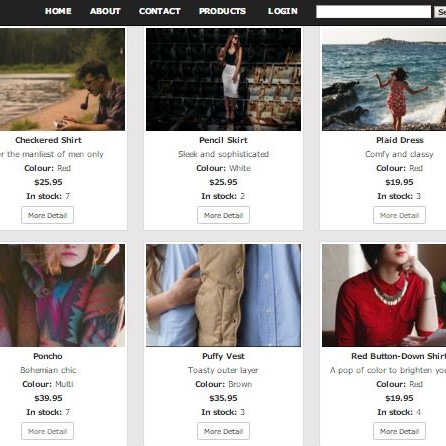 HOME ABOUT CONTACT PRODUCTS LOGIN
Checkered Shirt
the manliest of men only
Colour: Red
$25.95
In stock: 7
More Detail
Pencil Skirt
Sleek and sophisticated
Colour: White
$25.95
In stock: 2
More Detail
Plaid Dress
Comfy and classy
Colour: Red
$19.95
In stock: 3
More Detail
Poncho
Bohemian chic
Colour: Multi
$39.95
In stock: 7
More Detail
Puffy Vest
Toasty outer layer
Colour: Brown
$35.95
In stock: 3
More Detail
Red Button-Down Shirt
A pop of color to brighten
Colour: Red
$19.95
In stock: 4
More Detail